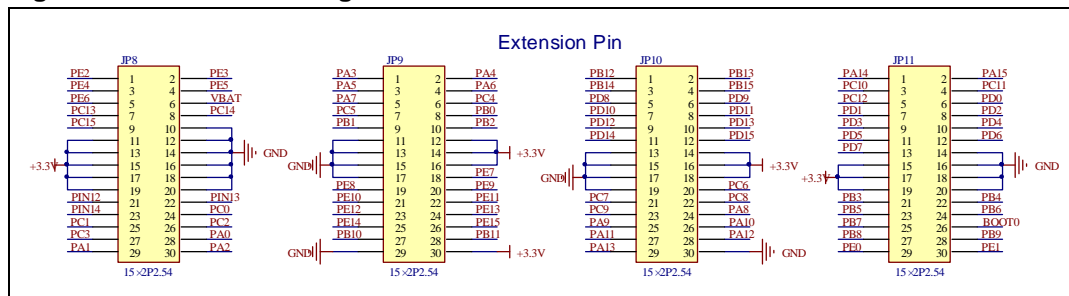 Extension Pin
JP8
PE2 1 2 PE3
PE4 3 4 PE5
PE6 5 6 VBAT
PC13 7 8 PC14
PC15 9 10
11 12
13 14 GND
+3.3V 15 16
17 18
19 20
PIN12 21 22 PIN13
PIN14 23 24 PC0
PC1 25 26 PC2
PC3 27 28 PA0
PA1 29 30 PA2
15×2P2.54
JP9
PA3 1 2 PA4
PA5 3 4 PA6
PA7 5 6 PC4
PC5 7 8 PB0
PB1 9 10 PB2
11 12
13 14 +3.3V
GND 15 16
17 18 PE7
PE8 19 20 PE9
PE10 21 22 PE11
PE12 23 24 PE13
PE14 25 26 PE15
PB10 27 28 PB11
GND 29 30 +3.3V
15×2P2.54
JP10
PB12 1 2 PB13
PB14 3 4 PB15
PD8 5 6 PD9
PD10 7 8 PD11
PD12 9 10 PD13
PD14 11 12 PD15
13 14
15 16 +3.3V
GND 17 18
19 20 PC6
PC7 21 22 PC8
PC9 23 24 PA8
PA9 25 26 PA10
PA11 27 28 PA12
PA13 29 30 GND
15×2P2.54
JP11
PA14 1 2 PA15
PC10 3 4 PC11
PC12 5 6 PD0
PD1 7 8 PD2
PD3 9 10 PD4
PD5 11 12 PD6
PD7 13 14
15 16 GND
+3.3V 17 18
19 20
PB3 21 22 PB4
PB5 23 24 PB6
PB7 25 26 BOOT0
PB8 27 28 PB9
PE0 29 30 PE1
15×2P2.54